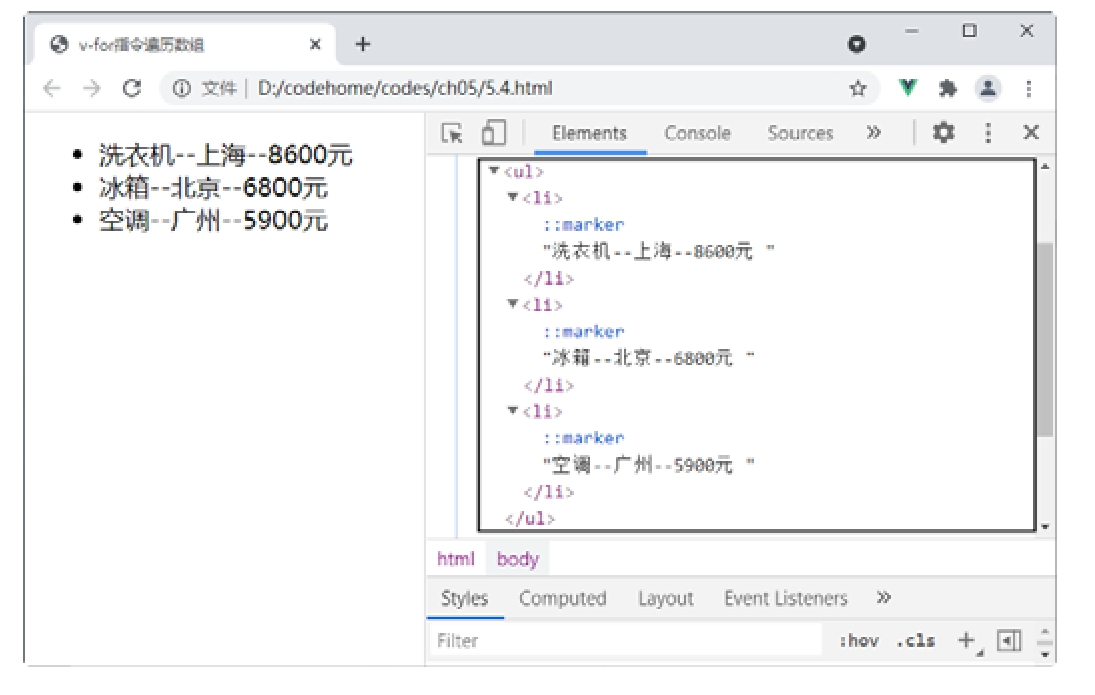 v-for指令遍历数组
文件 | D:/codehome/codes/ch05/5.4.html
• 洗衣机--上海--8600元
• 冰箱--北京--6800元
• 空调--广州--5900元
Elements Console Sources »
▼<ul>
▼<li>
::marker
"洗衣机--上海--8600元 "
</li>
▼<li>
::marker
"冰箱--北京--6800元 "
</li>
▼<li>
::marker
"空调--广州--5900元 "
</li>
</ul>
html body
Styles Computed Layout Event Listeners »
Filter :hov .cls +